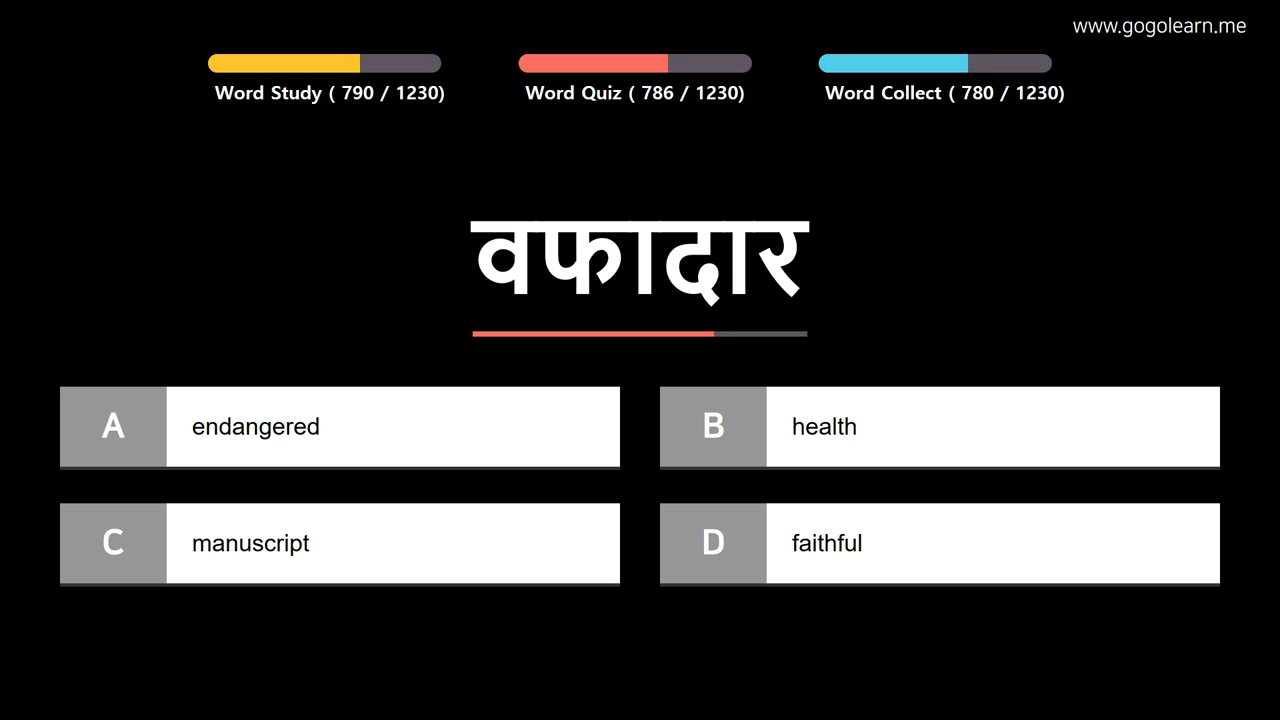 www.gogolearn.me
Word Study ( 790 / 1230)
Word Quiz ( 786 / 1230)
Word Collect ( 780 / 1230)
वफादार
A endangered
B health
C manuscript
D faithful